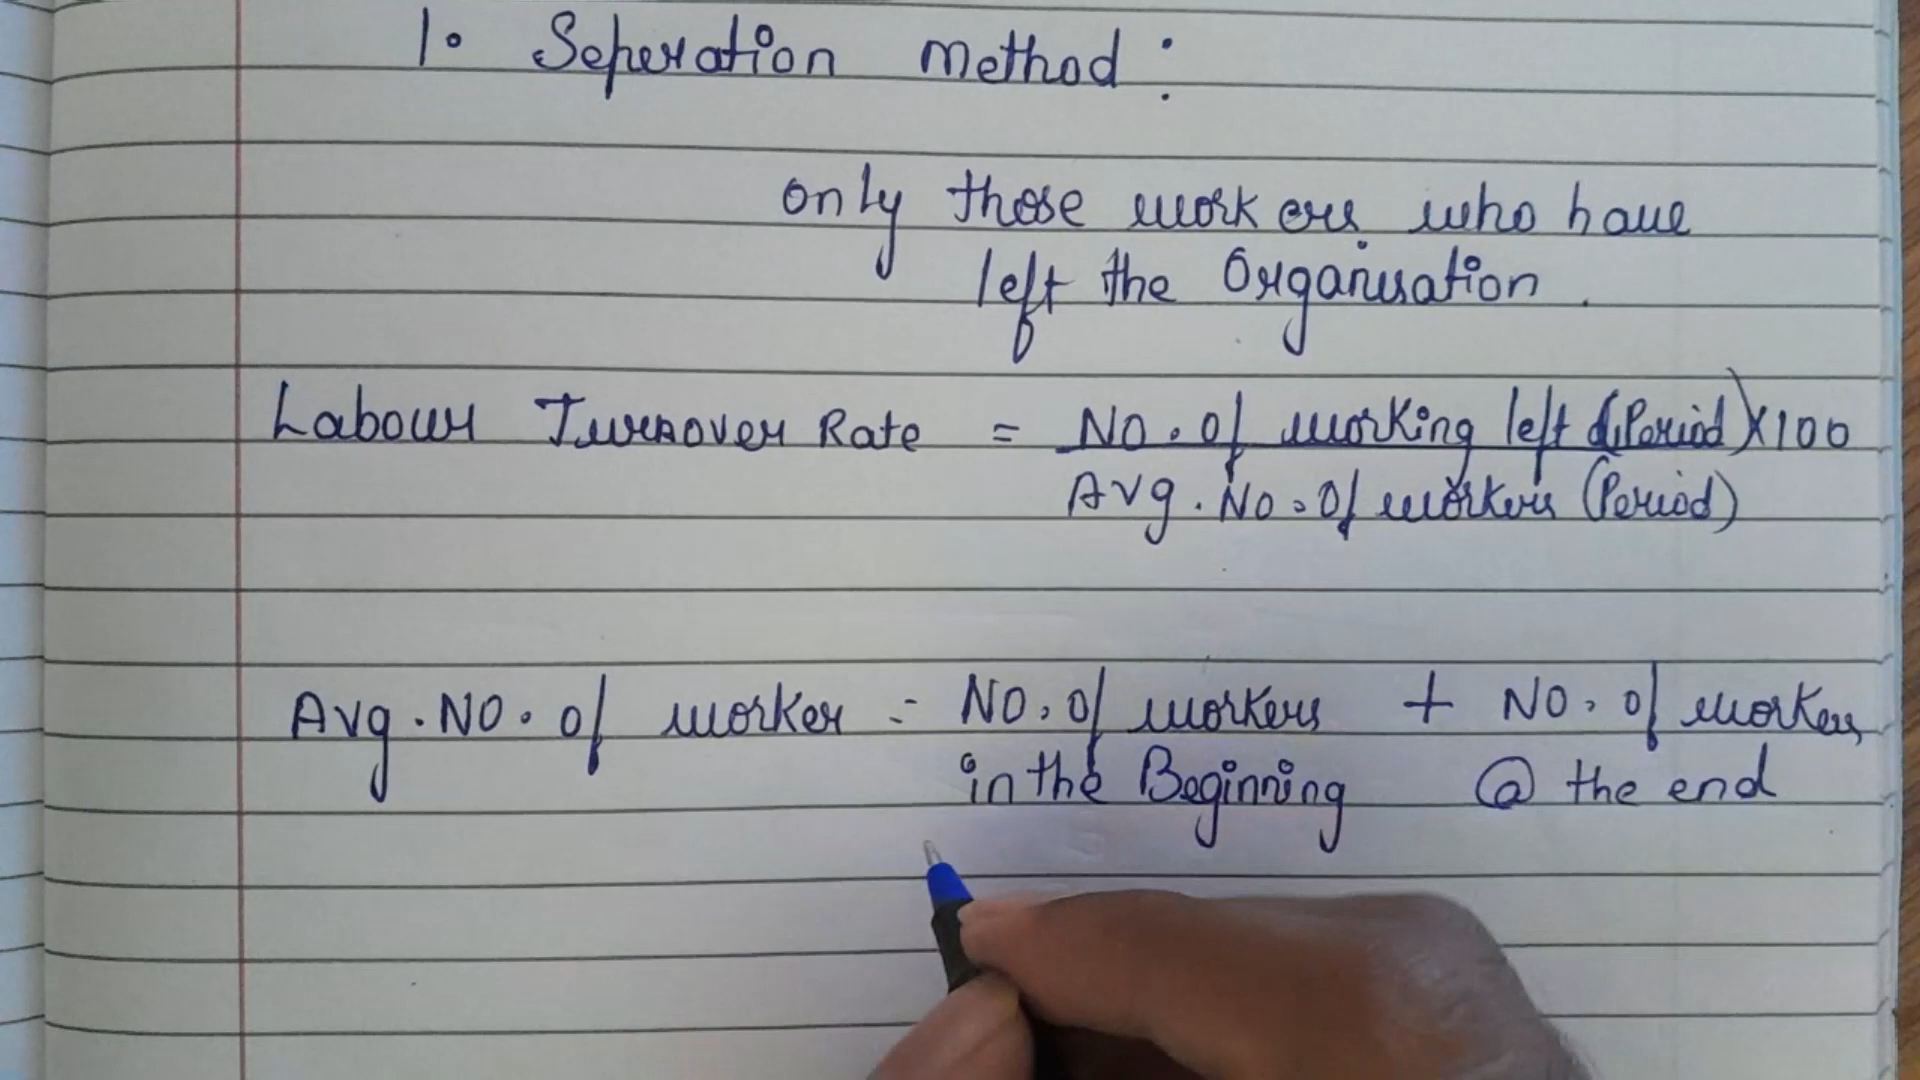 1. Seperation method :
only those workers who have
left the Organisation.
Labour Turnover Rate = No. of working left (Period) X 100
Avg. No. of workers (Period)
Avg. No. of worker = No. of workers + No. of workers
in the Beginning @ the end